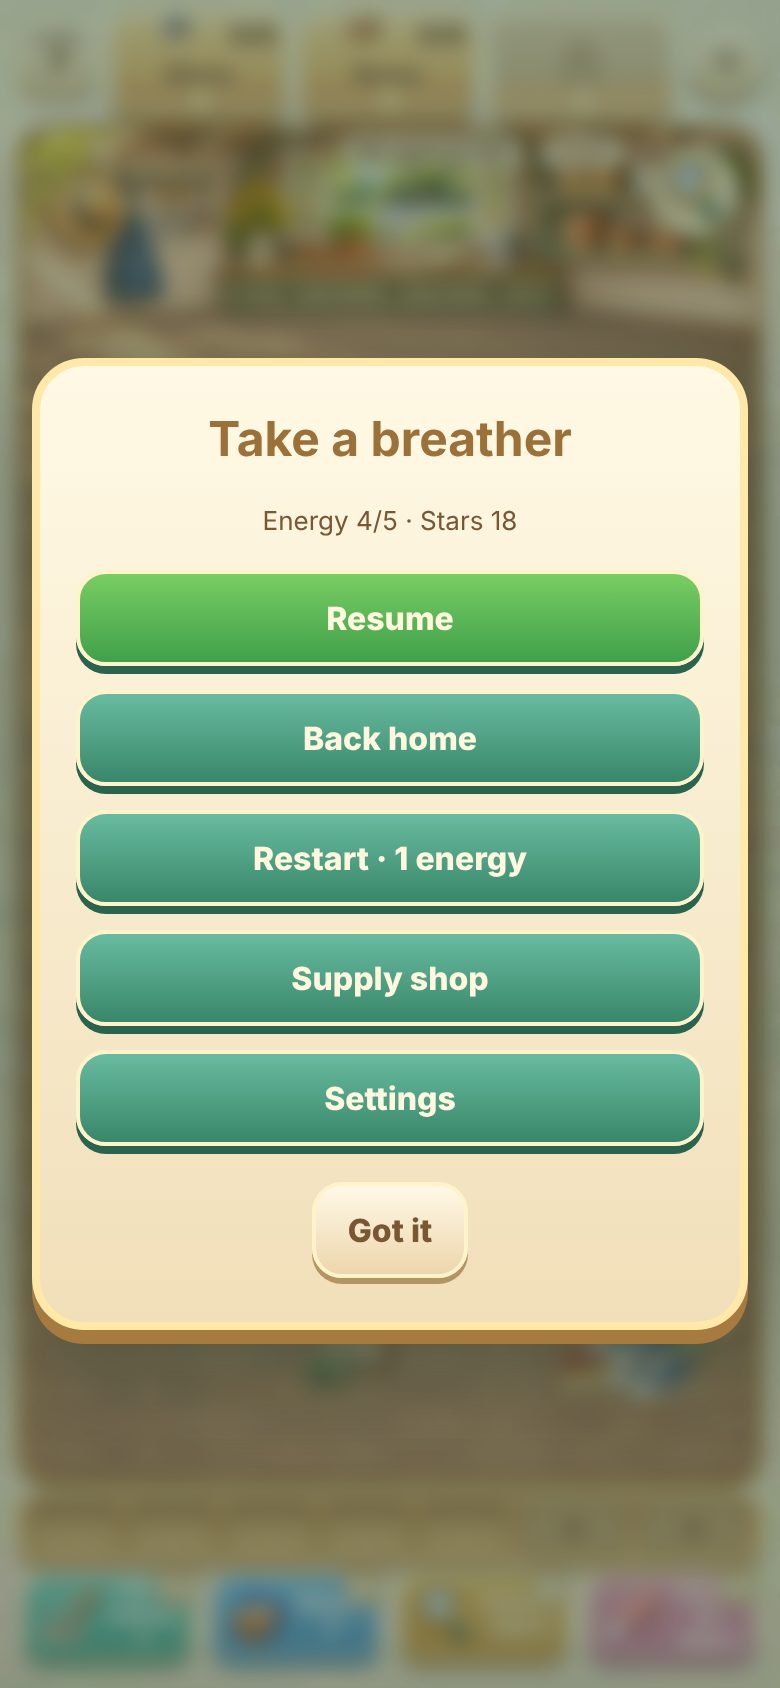 Take a breather
Energy 4/5 · Stars 18
Resume
Back home
Restart · 1 energy
Supply shop
Settings
Got it